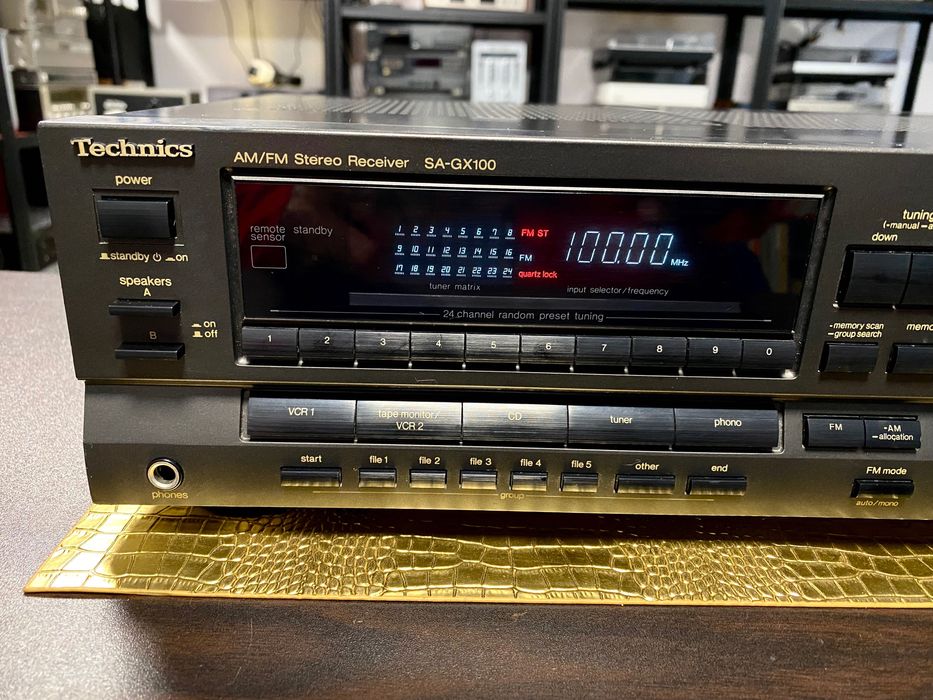 Technics
AM/FM Stereo Receiver SA-GX100
power
standby ⏻ on
speakers
A
B
on
off
remote
sensor
standby
1 2 3 4 5 6 7 8
9 10 11 12 13 14 15 16
17 18 19 20 21 22 23 24
FM ST
FM
quartz lock
100.00 MHz
tuner matrix
input selector/frequency
24 channel random preset tuning
1 2 3 4 5 6 7 8 9 0
tuning
down
-memory scan
-group search
VCR 1
tape monitor/
VCR 2
CD
tuner
phono
FM
-AM
-allocation
start
file 1
file 2
file 3
file 4
file 5
other
end
group
FM mode
auto/mono
phones